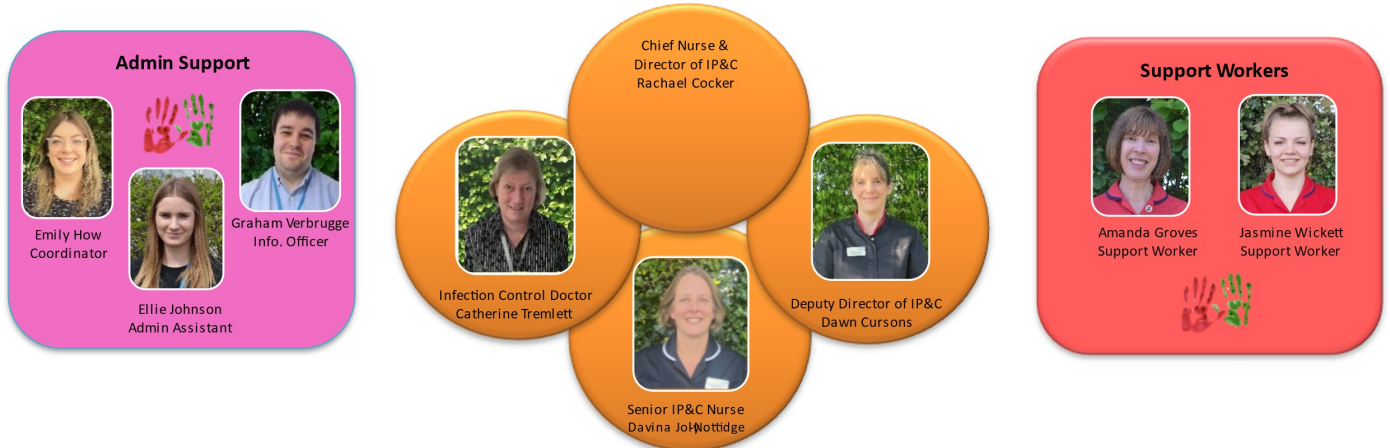 Admin Support
Emily How
Coordinator
Graham Verbrugge
Info. Officer
Ellie Johnson
Admin Assistant
Chief Nurse &
Director of IP&C
Rachael Cocker
Infection Control Doctor
Catherine Tremlett
Deputy Director of IP&C
Dawn Cursons
Senior IP&C Nurse
Davina
Support Workers
Amanda Groves
Support Worker
Jasmine Wickett
Support Worker